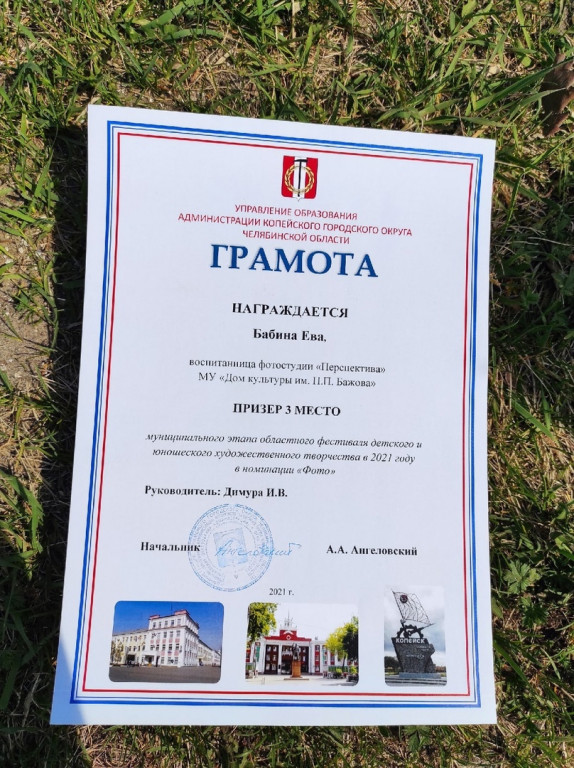 УПРАВЛЕНИЕ ОБРАЗОВАНИЯ
АДМИНИСТРАЦИИ КОПЕЙСКОГО ГОРОДСКОГО ОКРУГА
ЧЕЛЯБИНСКОЙ ОБЛАСТИ
ГРАМОТА
НАГРАЖДАЕТСЯ
Бабина Ева,
воспитанница фотостудии «Перспектива»
МУ «Дом культуры им. П.П. Бажова»
ПРИЗЕР 3 МЕСТО
муниципального этапа областного фестиваля детского и
юношеского художественного творчества в 2021 году
в номинации «Фото»
Руководитель: Димура И.В.
Начальник А.А. Ангеловский
2021 г.
КОПЕЙСК